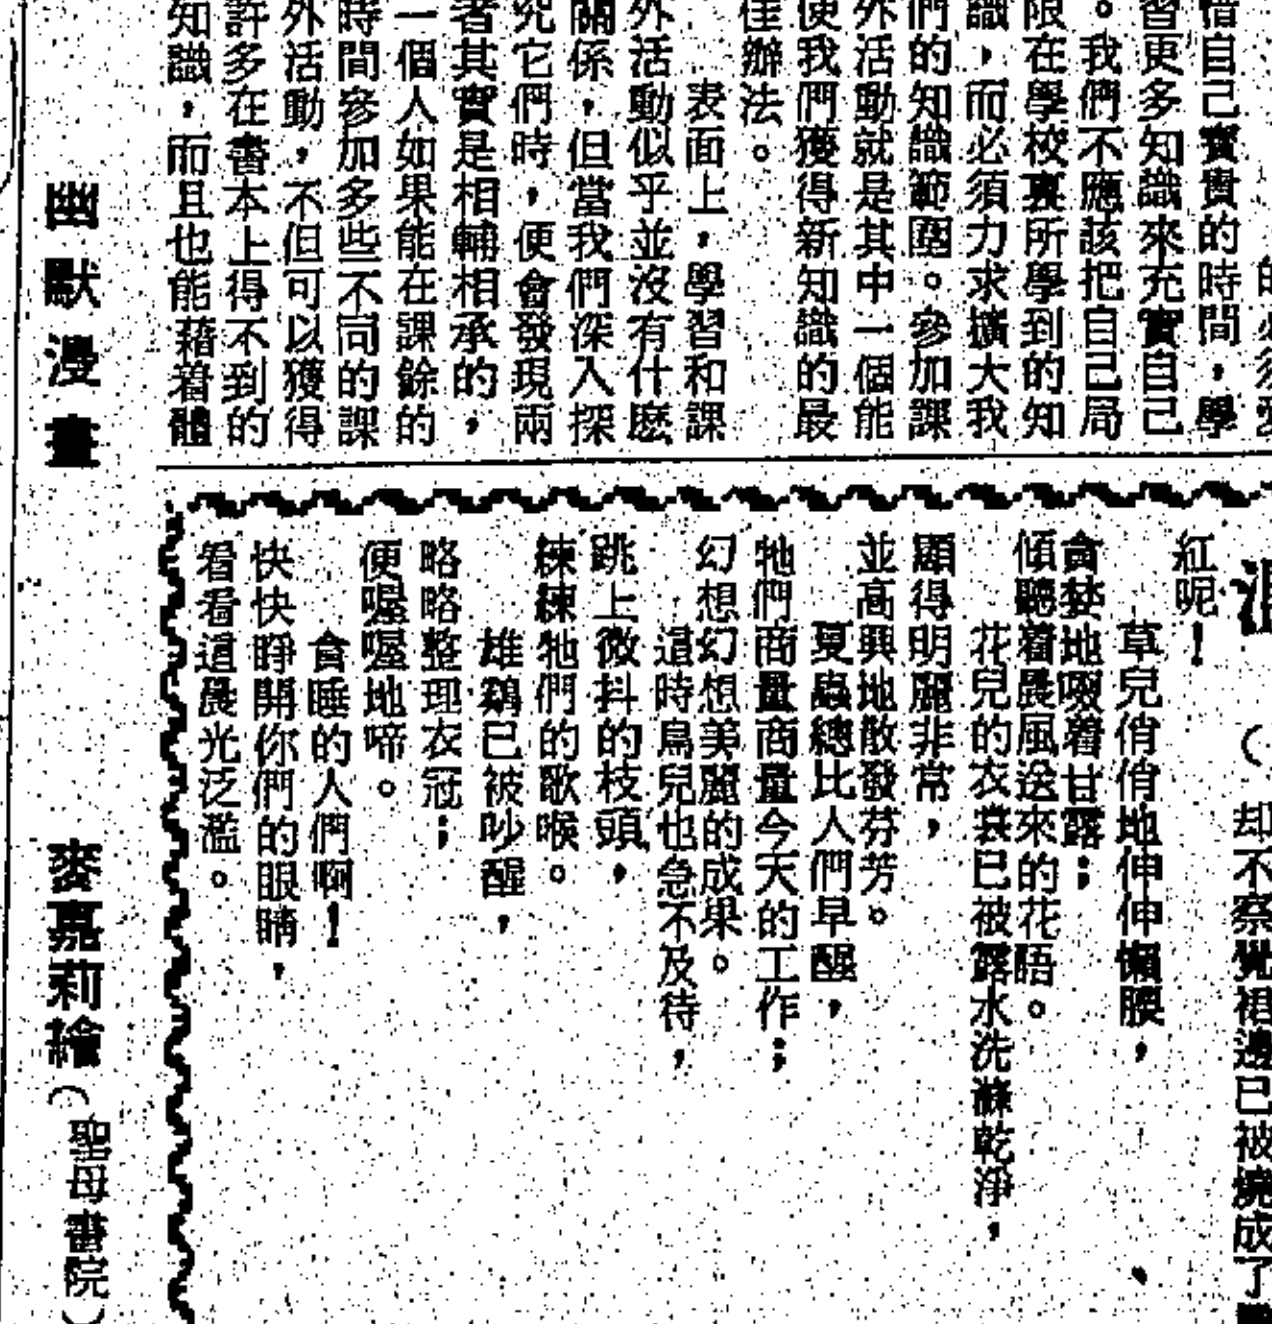 惜自己寳貴的時間，學
習更多知識來充實自己
。我們不應該把自己局
限在學校裏所學到的知
識，而必須力求擴大我
們的知識範圍。參加課
外活動就是其中一個能
使我們獲得新知識的最
佳辦法。
表面上，學習和課
外活動似乎並沒有什麽
關係，但當我們深入探
究它們時，便會發現兩
者其實是相輔相承的，
一個人如果能在課餘的
時間參加多些不同的課
外活動，不但可以獲得
許多在書本上得不到的
知識，而且也能藉着體
却不察覺裙邊已被燒成了
紅呢！
草兒俏俏地伸伸懶腰，
貪婪地啜着甘露；
傾聽着晨風送來的花語。
花兒的衣裳已被露水洗滌乾淨，
顯得明麗非常，
並高興地散發芬芳。
夏蟲總比人們早醒，
牠們商量商量今天的工作；
幻想幻想美麗的成果。
這時鳥兒也急不及待，
跳上微抖的枝頭，
練練牠們的歌喉。
雄鷄已被吵醒，
略略整理衣冠；
便喔喔地啼。
貪睡的人們啊！
快快睜開你們的眼睛，
看看這晨光泛濫。
幽默漫畫
麥嘉莉繪（聖母書院）